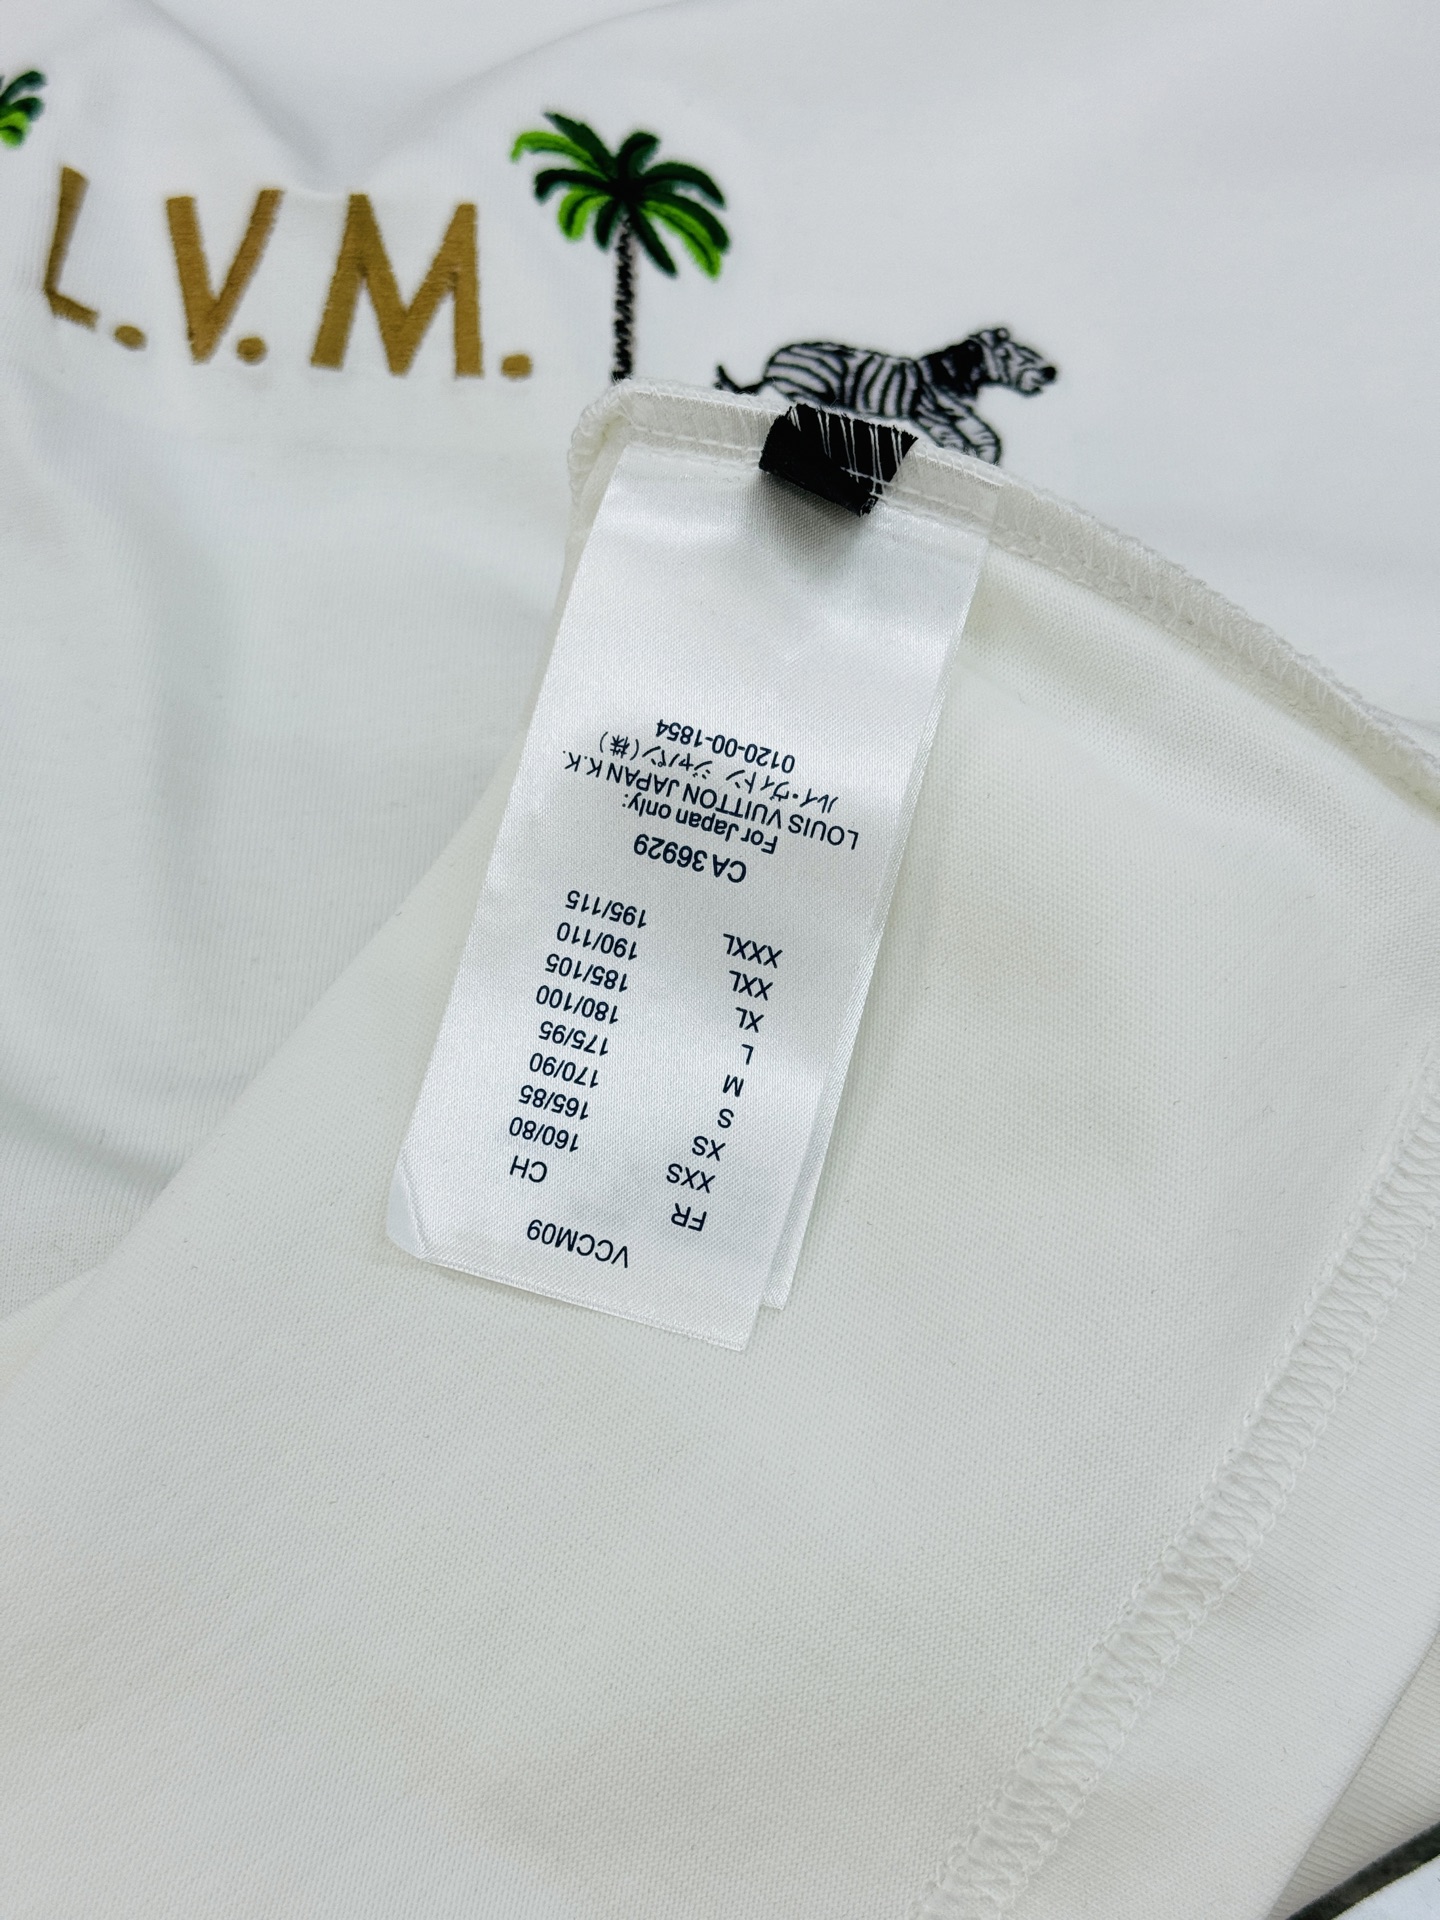 L.V.M.
VCCM09
FR CH
XXS 160/80
XS 165/85
S 170/90
M 175/95
L 180/100
XL 185/105
XXL 190/110
XXXL 195/115
CA 36929
For Japan only:
LOUIS VUITTON JAPAN K.K.
ルイ・ヴィトン ジャパン(株)
0120-00-1854